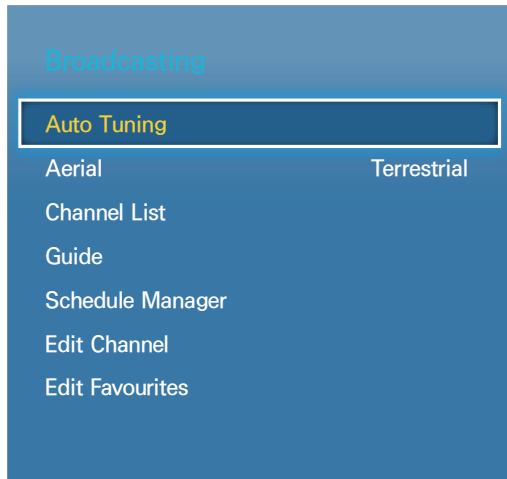 Broadcasting
Auto Tuning
Aerial Terrestrial
Channel List
Guide
Schedule Manager
Edit Channel
Edit Favourites